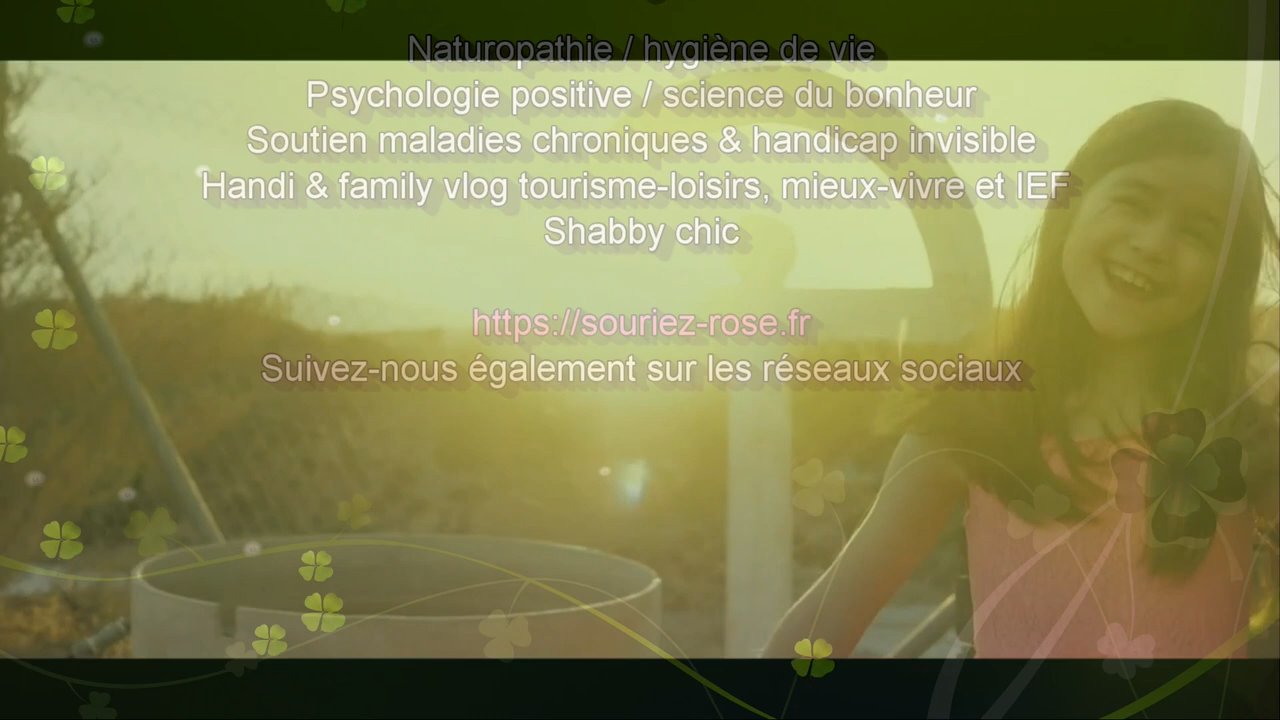 Naturopathie / hygiène de vie
Psychologie positive / science du bonheur
Soutien maladies chroniques & handicap invisible
Handi & family vlog tourisme-loisirs, mieux-vivre et IEF
Shabby chic
https://souriez-rose.fr
Suivez-nous également sur les réseaux sociaux